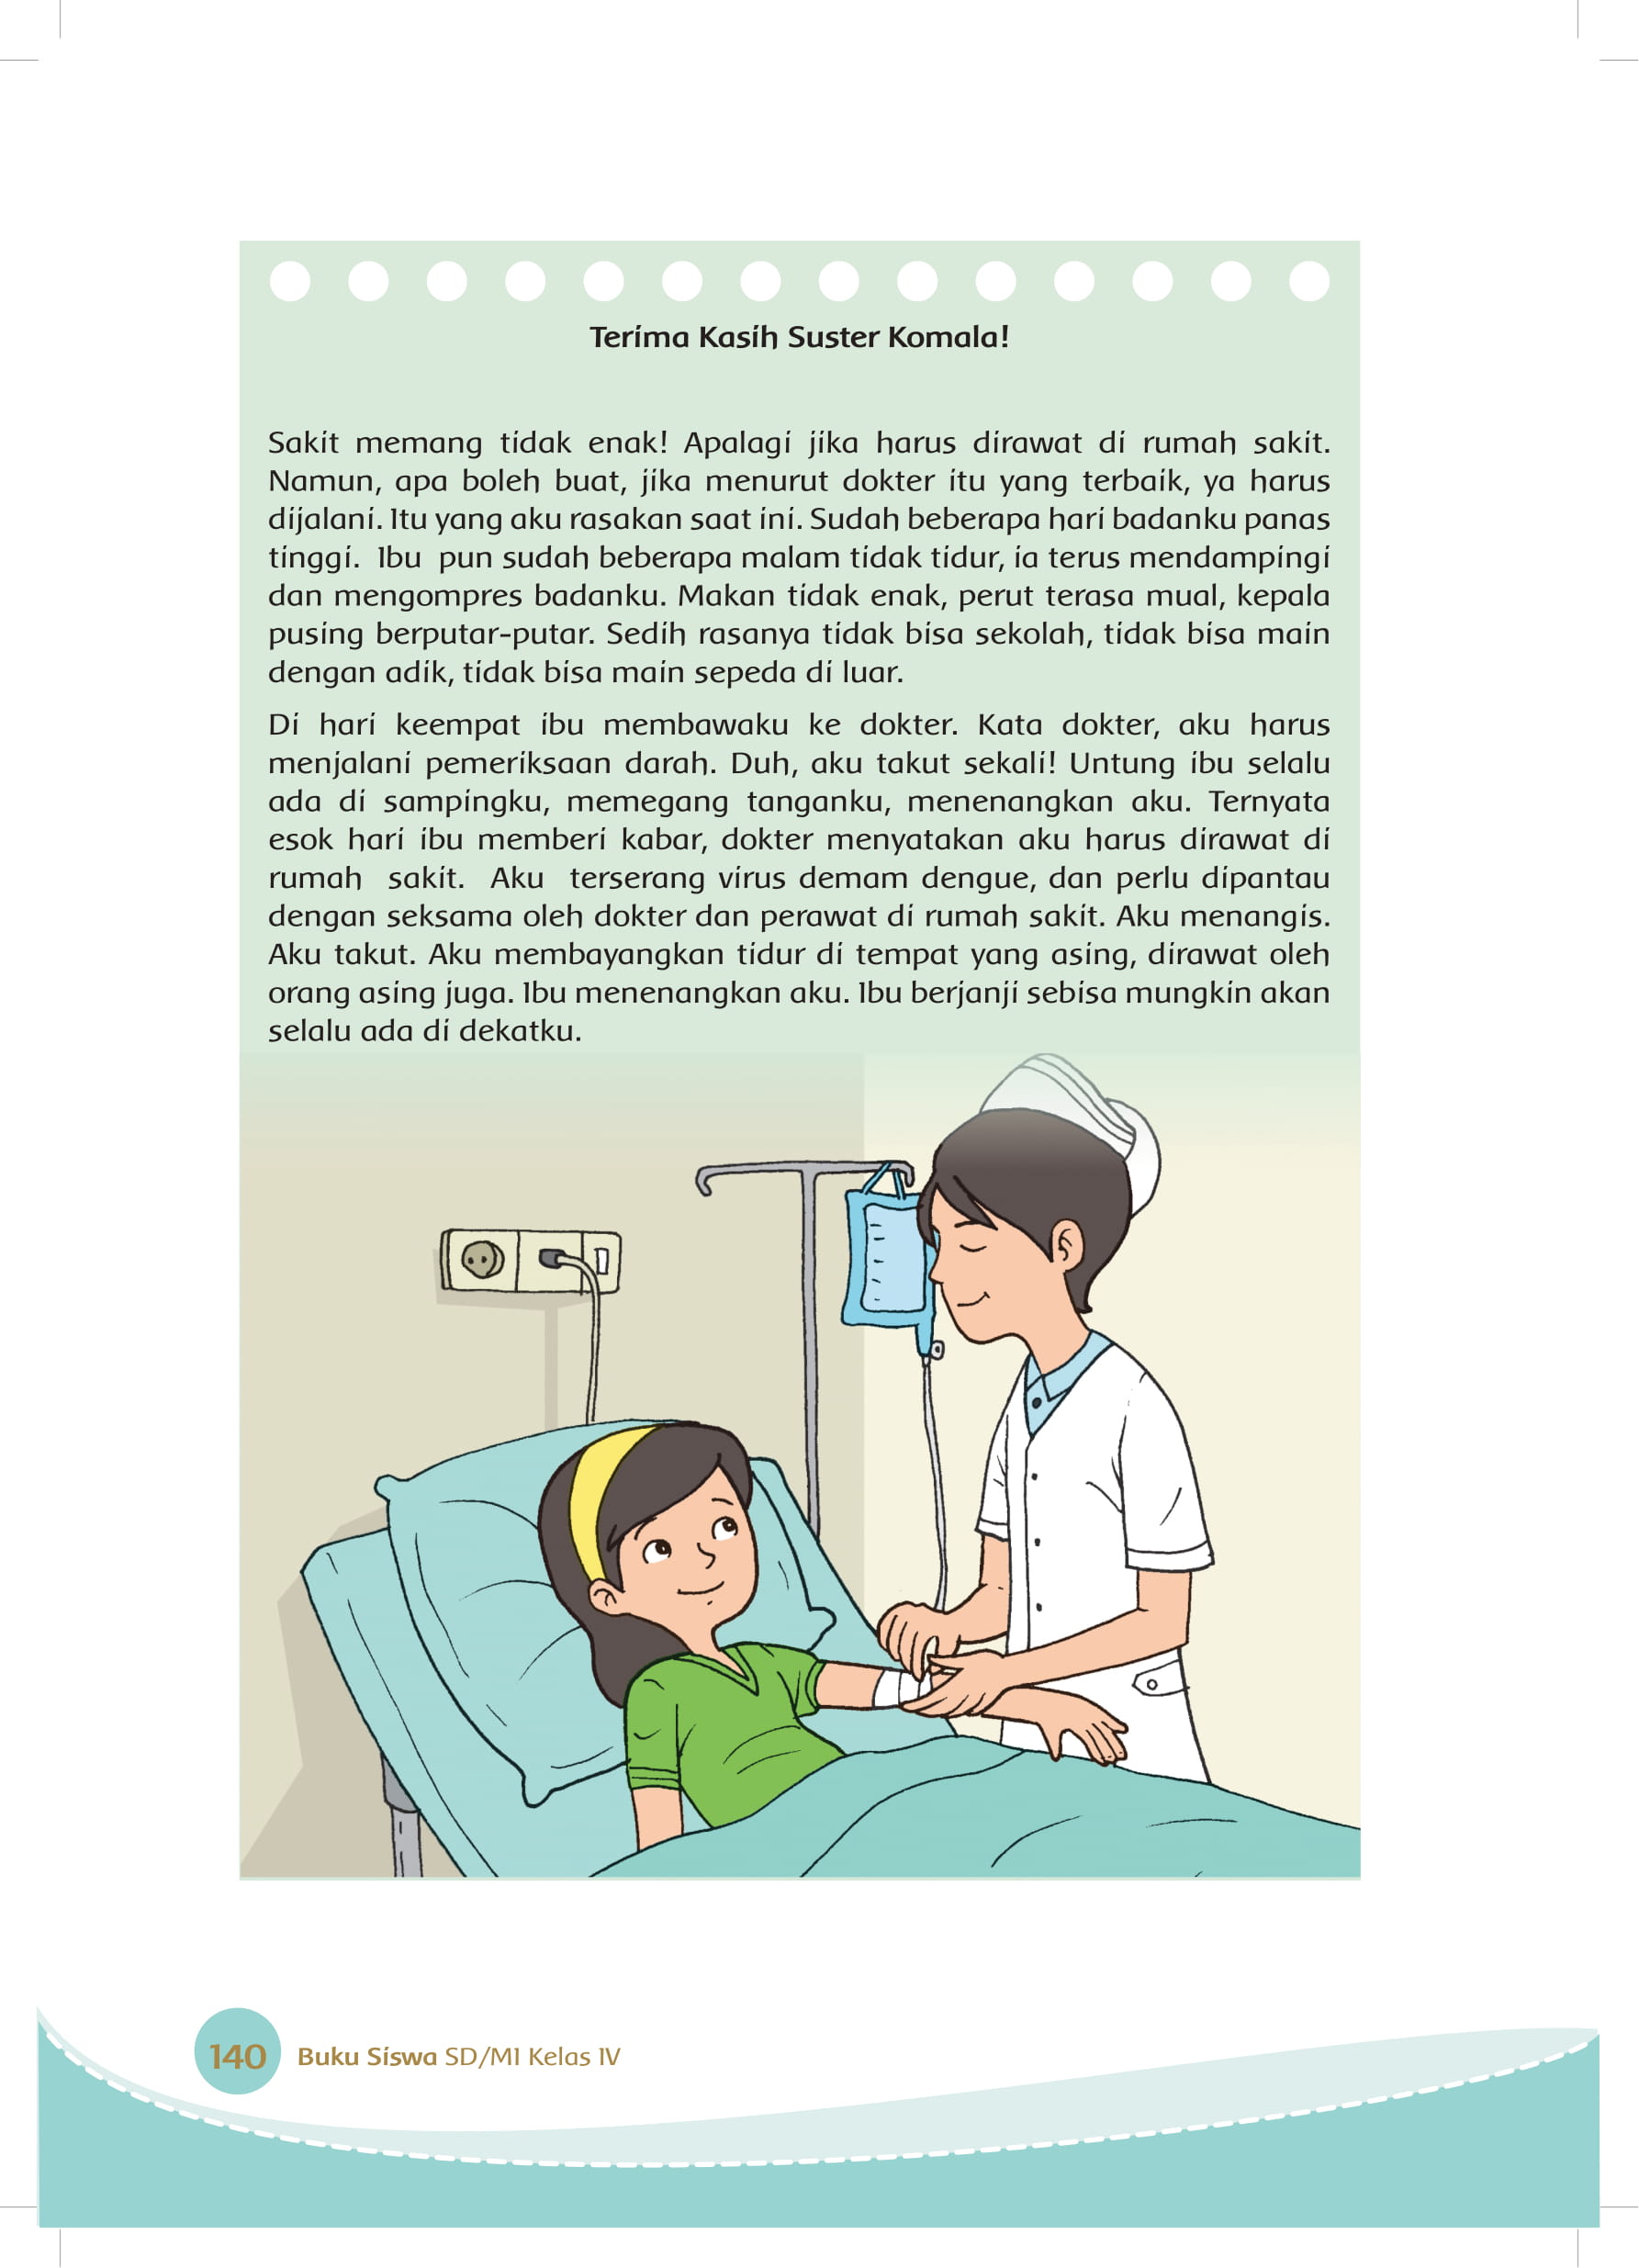 Terima Kasih Suster Komala!
Sakit memang tidak enak! Apalagi jika harus dirawat di rumah sakit.
Namun, apa boleh buat, jika menurut dokter itu yang terbaik, ya harus
dijalani. Itu yang aku rasakan saat ini. Sudah beberapa hari badanku panas
tinggi. Ibu pun sudah beberapa malam tidak tidur, ia terus mendampingi
dan mengompres badanku. Makan tidak enak, perut terasa mual, kepala
pusing berputar-putar. Sedih rasanya tidak bisa sekolah, tidak bisa main
dengan adik, tidak bisa main sepeda di luar.
Di hari keempat ibu membawaku ke dokter. Kata dokter, aku harus
menjalani pemeriksaan darah. Duh, aku takut sekali! Untung ibu selalu
ada di sampingku, memegang tanganku, menenangkan aku. Ternyata
esok hari ibu memberi kabar, dokter menyatakan aku harus dirawat di
rumah sakit. Aku terserang virus demam dengue, dan perlu dipantau
dengan seksama oleh dokter dan perawat di rumah sakit. Aku menangis.
Aku takut. Aku membayangkan tidur di tempat yang asing, dirawat oleh
orang asing juga. Ibu menenangkan aku. Ibu berjanji sebisa mungkin akan
selalu ada di dekatku.
140 Buku Siswa SD/MI Kelas IV